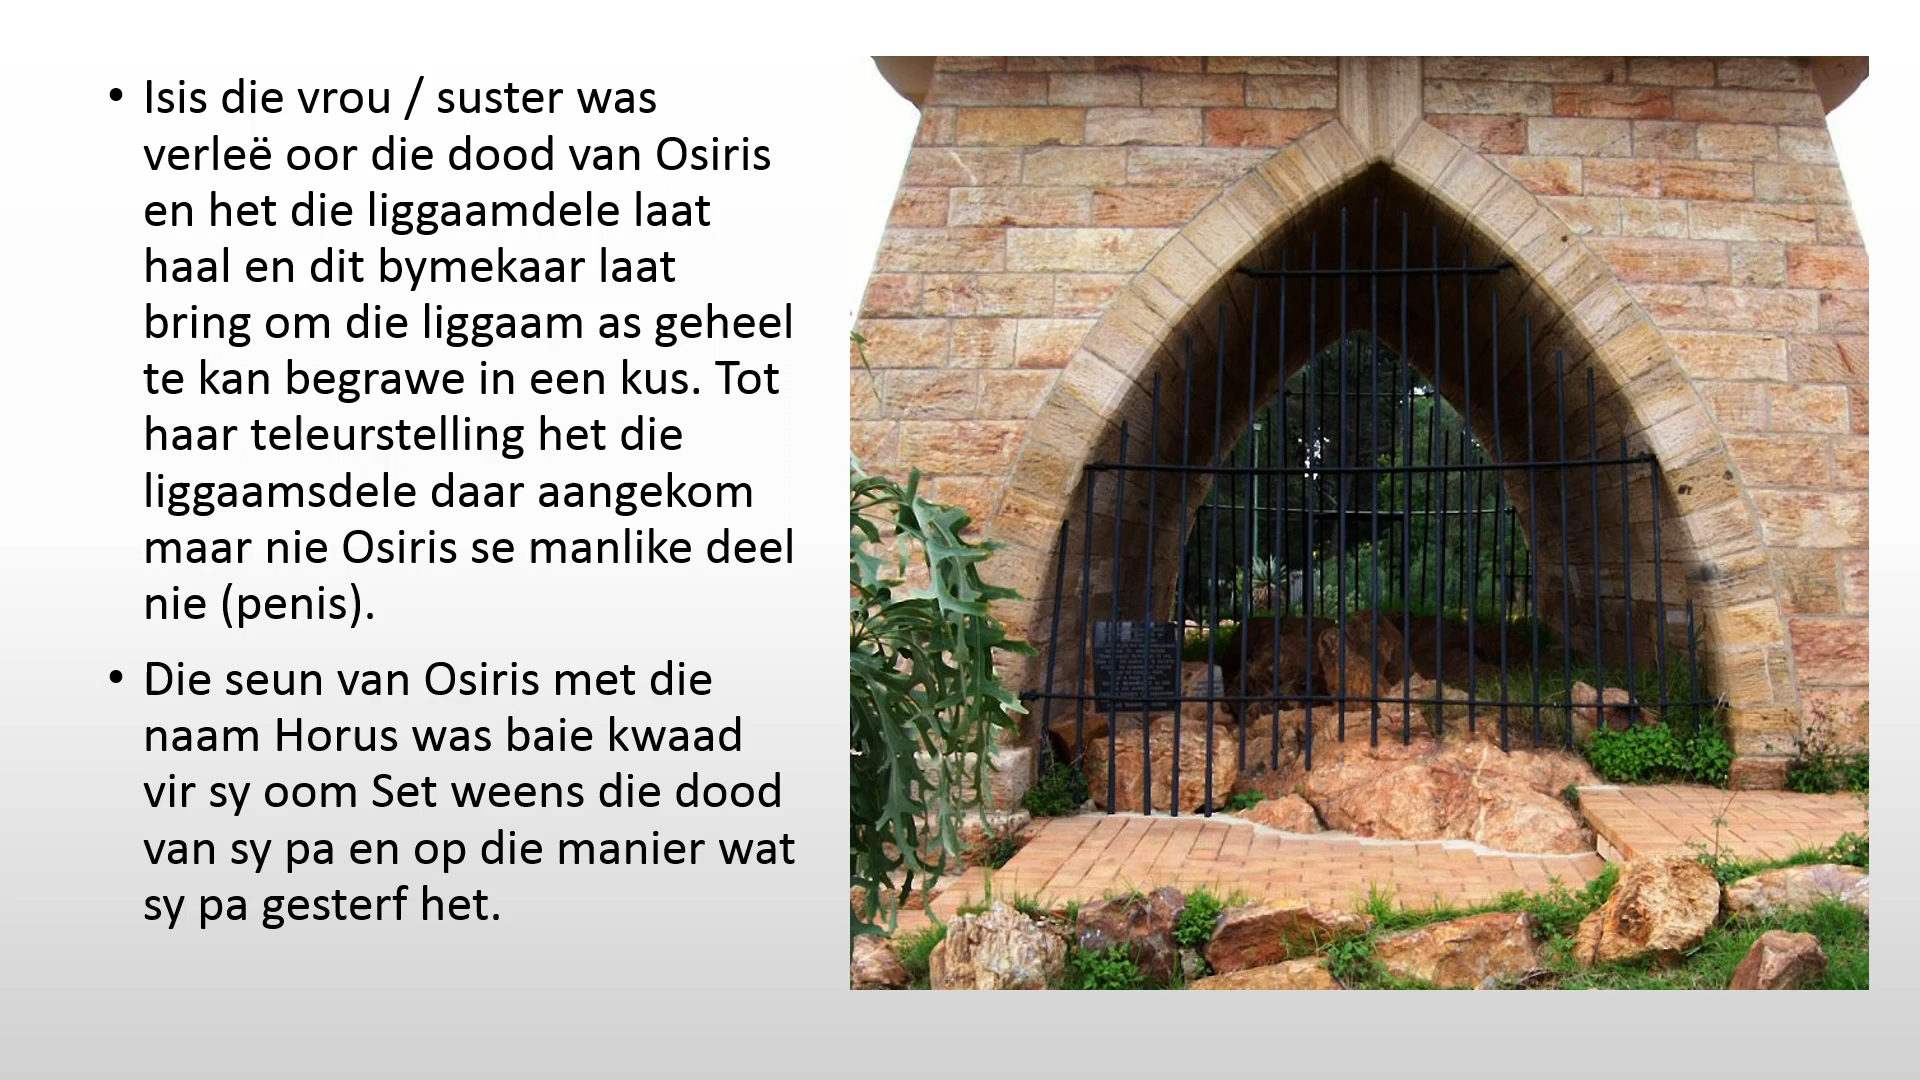 • Isis die vrou / suster was
verleë oor die dood van Osiris
en het die liggaamdele laat
haal en dit bymekaar laat
bring om die liggaam as geheel
te kan begrawe in een kus. Tot
haar teleurstelling het die
liggaamsdele daar aangekom
maar nie Osiris se manlike deel
nie (penis).
• Die seun van Osiris met die
naam Horus was baie kwaad
vir sy oom Set weens die dood
van sy pa en op die manier wat
sy pa gesterf het.